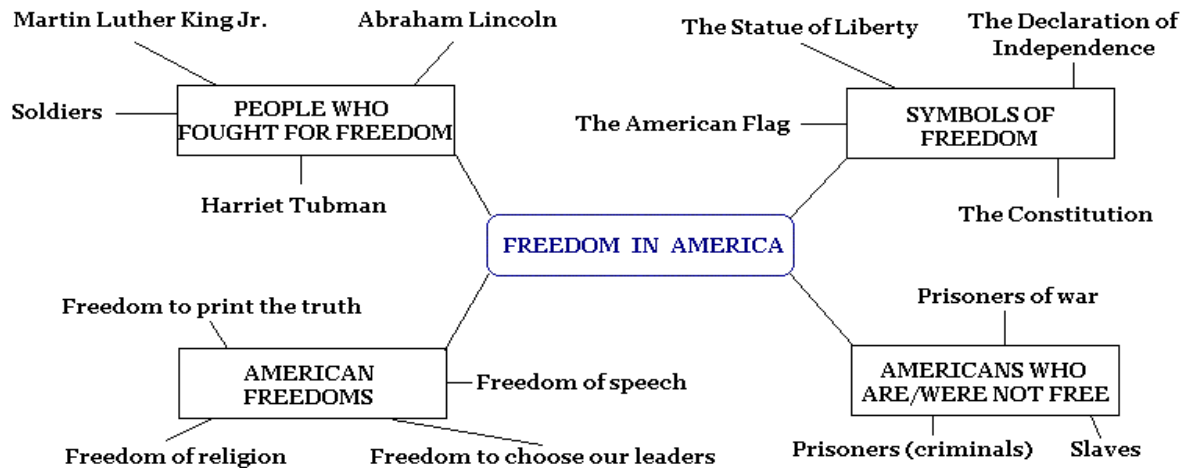 Martin Luther King Jr.
Abraham Lincoln
Soldiers
PEOPLE WHO
FOUGHT FOR FREEDOM
Harriet Tubman
The Statue of Liberty
The Declaration of
Independence
The American Flag
SYMBOLS OF
FREEDOM
The Constitution
FREEDOM IN AMERICA
Freedom to print the truth
AMERICAN
FREEDOMS
Freedom of speech
Freedom of religion
Freedom to choose our leaders
Prisoners of war
AMERICANS WHO
ARE/WERE NOT FREE
Prisoners (criminals)
Slaves